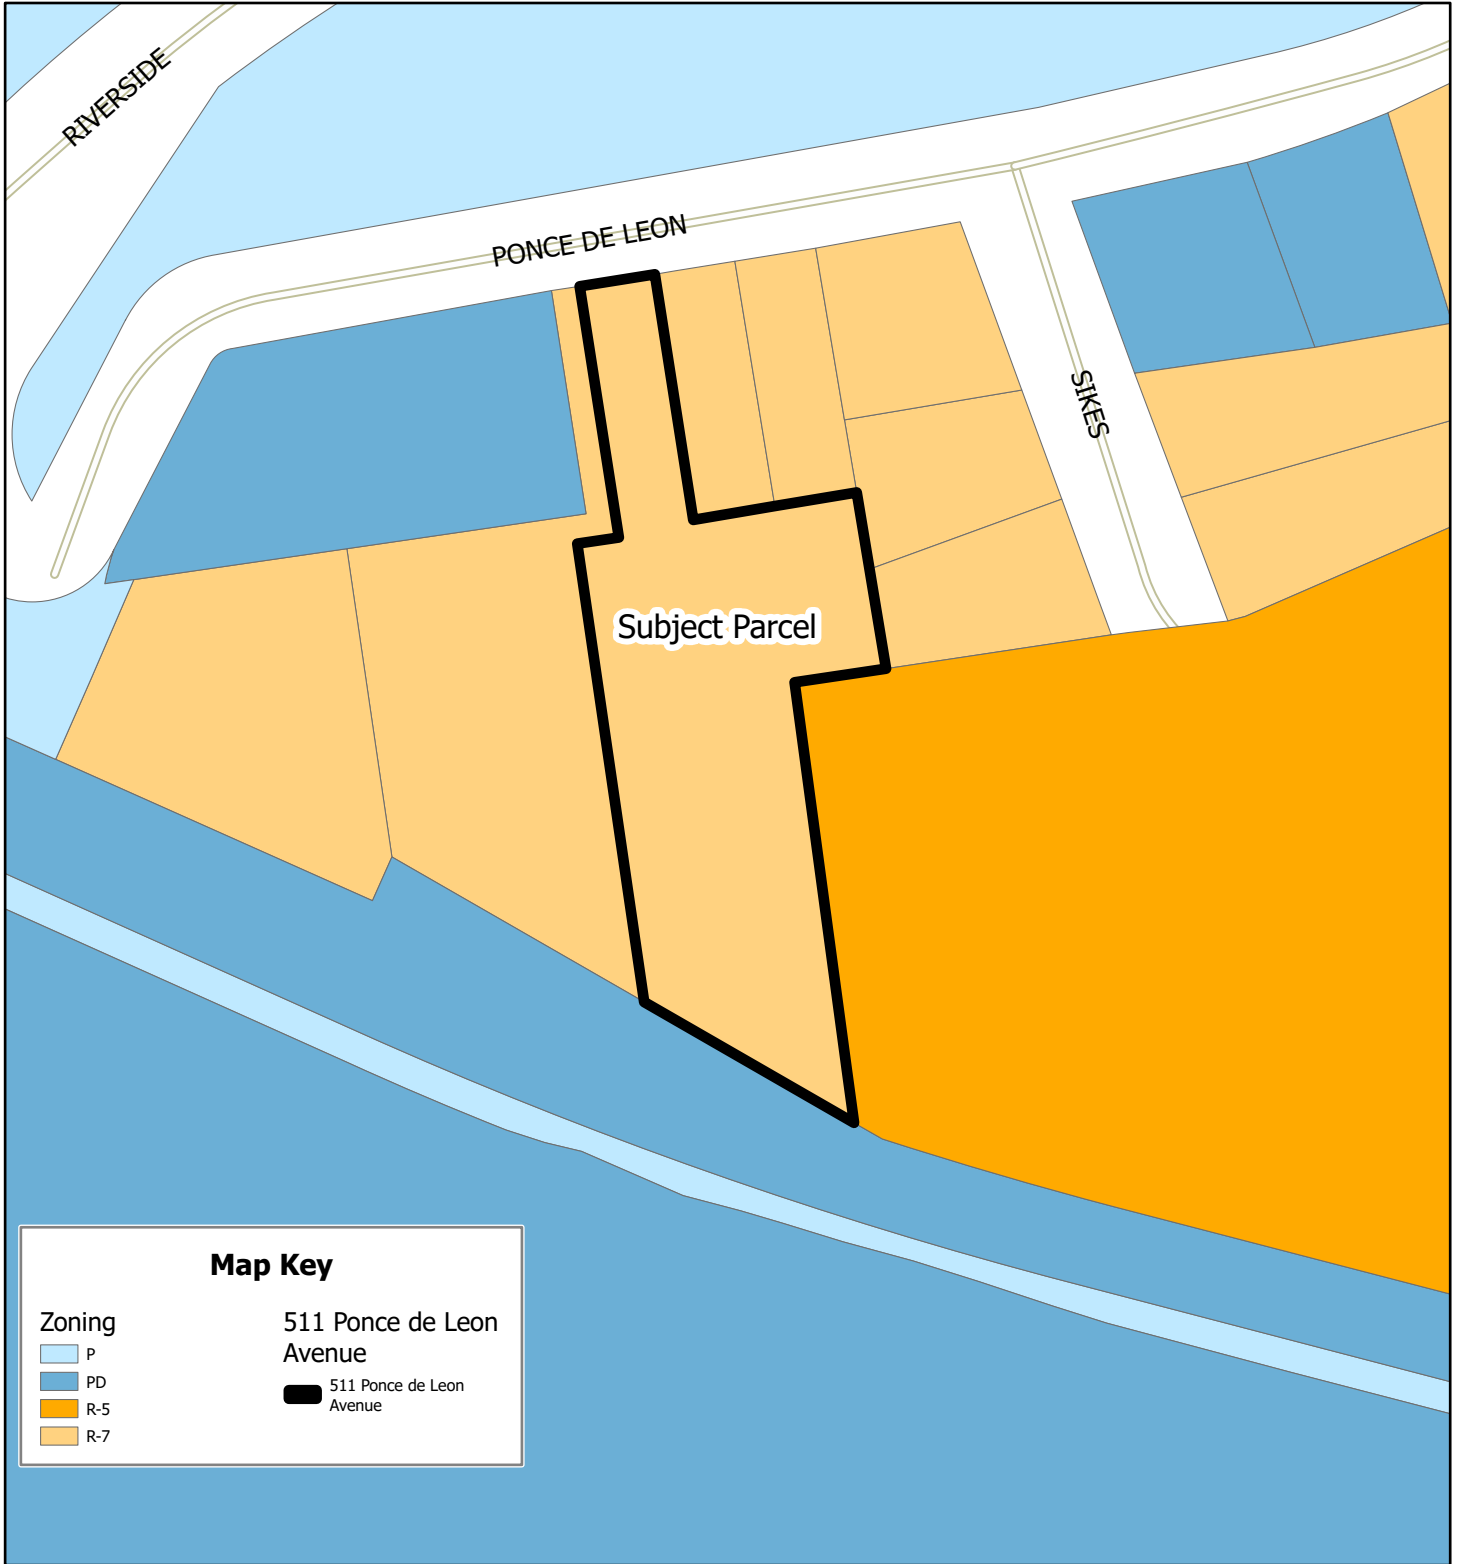 RIVERSIDE
PONCE DE LEON
SIKES
Subject Parcel
Map Key
Zoning
P
PD
R-5
R-7
511 Ponce de Leon
Avenue
511 Ponce de Leon
Avenue